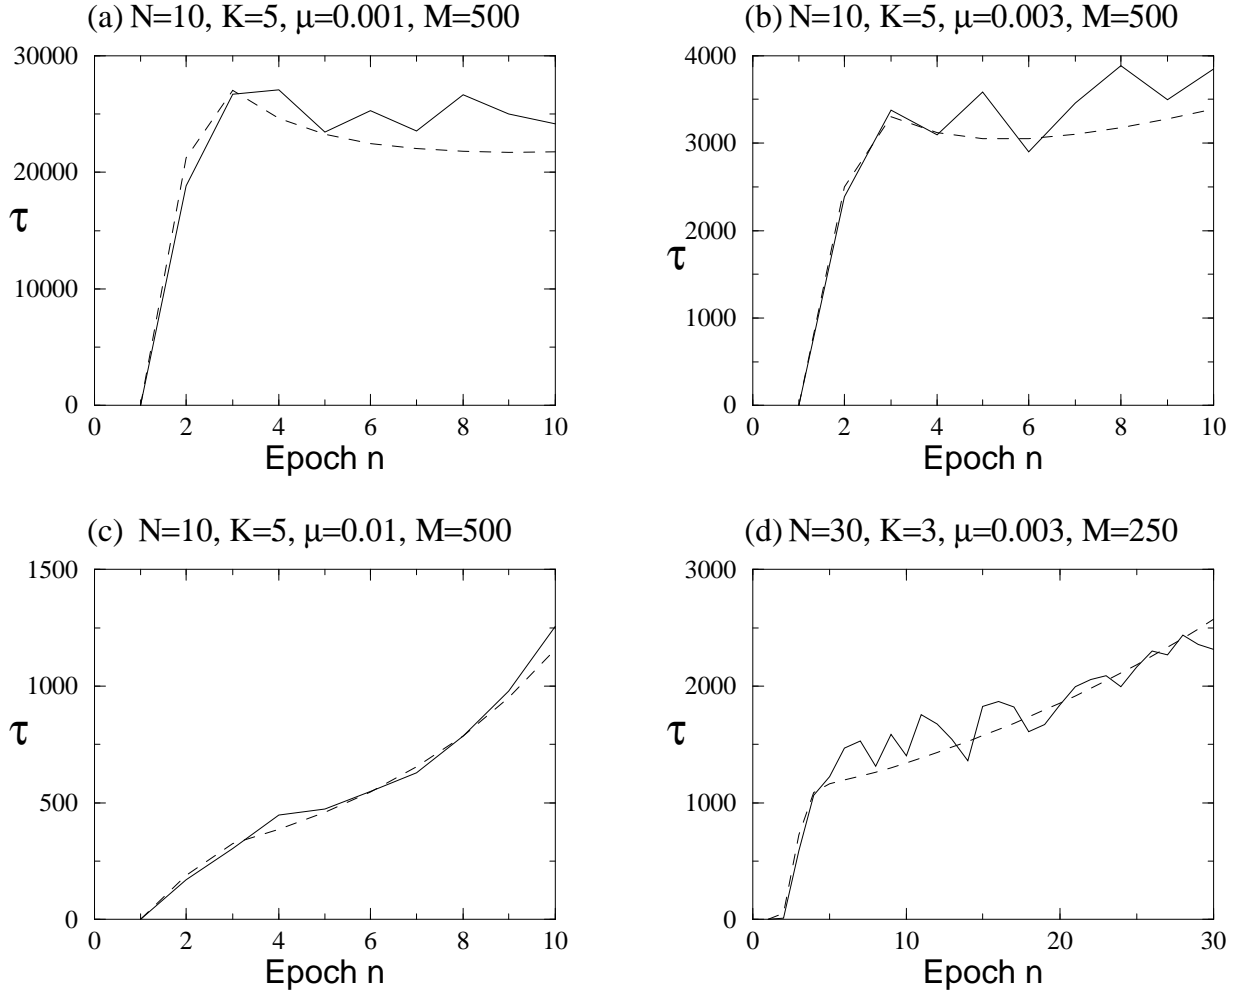 (a) N=10, K=5, μ=0.001, M=500
30000
20000
10000
0
τ
0 2 4 6 8 10
Epoch n
(b) N=10, K=5, μ=0.003, M=500
4000
3000
2000
1000
0
τ
0 2 4 6 8 10
Epoch n
(c) N=10, K=5, μ=0.01, M=500
1500
1000
500
0
τ
0 2 4 6 8 10
Epoch n
(d) N=30, K=3, μ=0.003, M=250
3000
2000
1000
0
τ
0 10 20 30
Epoch n